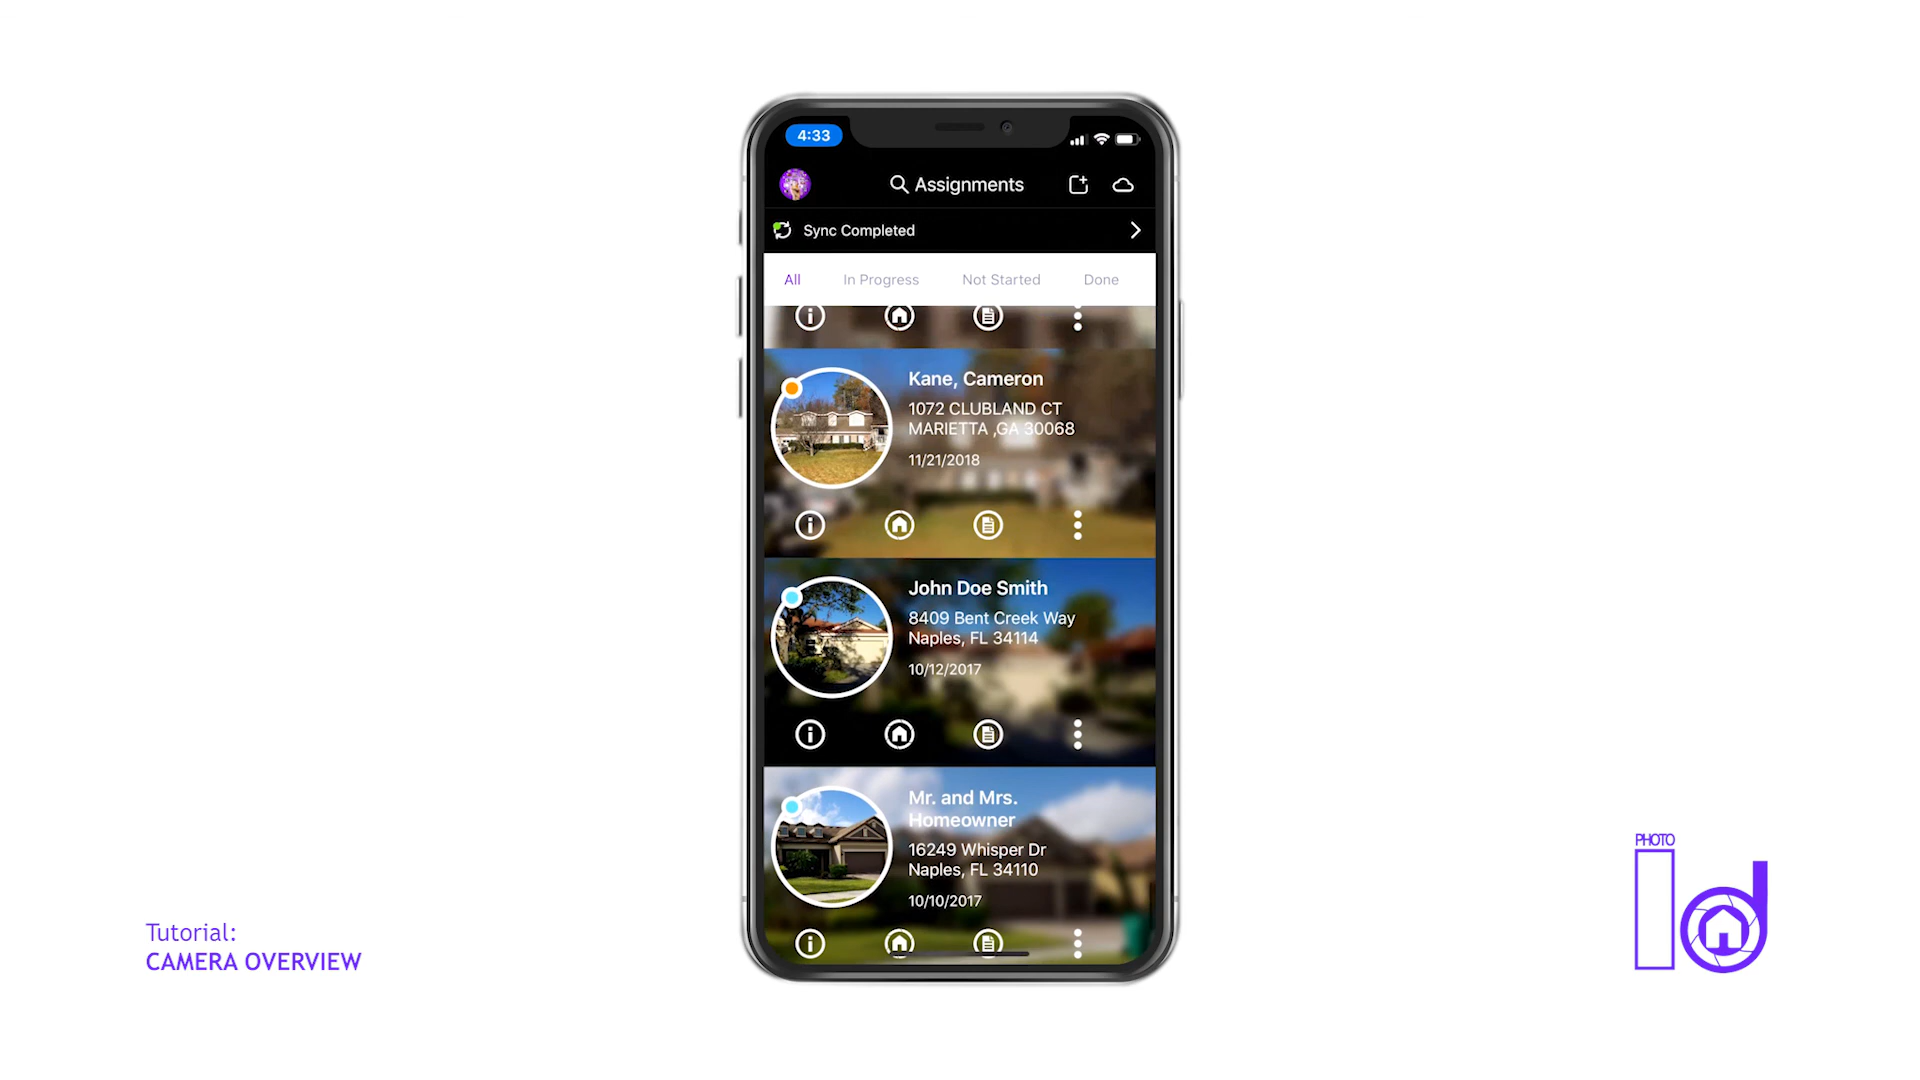 4:33
Assignments
Sync Completed
All In Progress Not Started Done
Kane, Cameron
1072 CLUBLAND CT
MARIETTA ,GA 30068
11/21/2018
John Doe Smith
8409 Bent Creek Way
Naples, FL 34114
10/12/2017
Mr. and Mrs.
Homeowner
16249 Whisper Dr
Naples, FL 34110
10/10/2017
Tutorial:
CAMERA OVERVIEW
PHOTO
Id